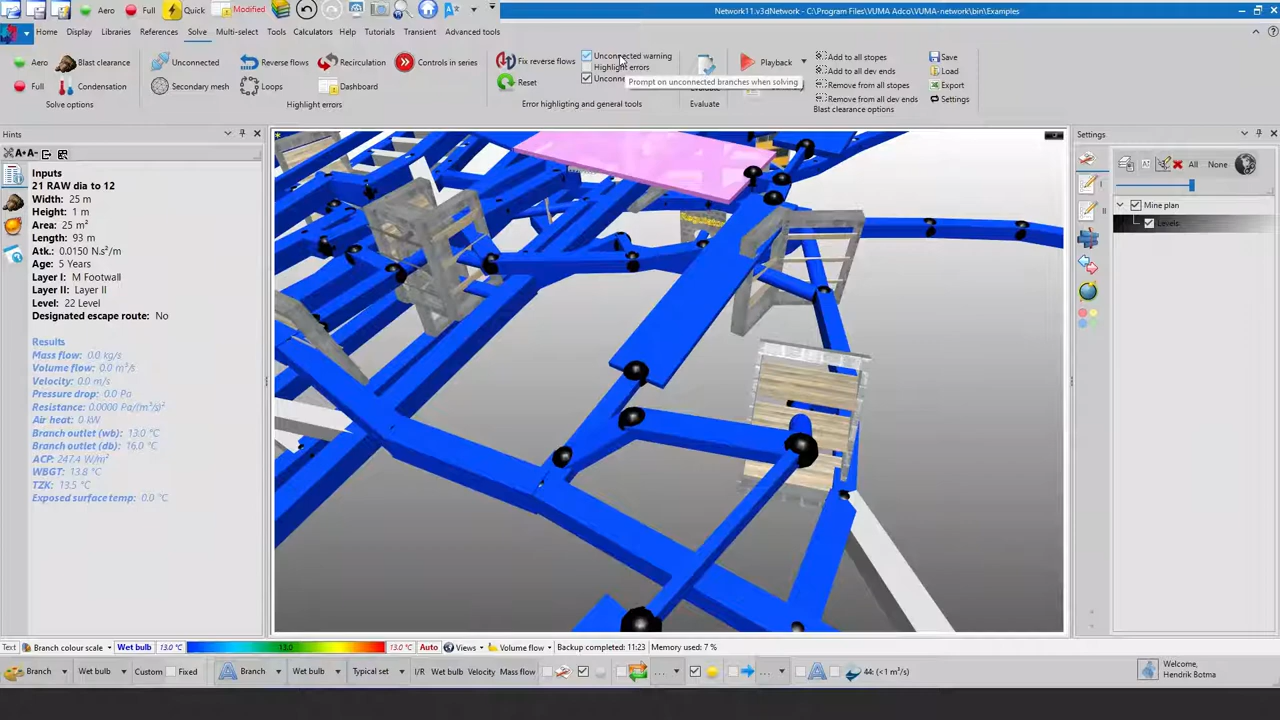 Aero Full Quick Modified
Network11.v3dNetwork - C:\Program Files\VUMA Adco\VUMA-network\bin\Examples
Home Display Libraries References Solve Multi-select Tools Calculators Help Tutorials Transient Advanced tools
Aero Blast clearance Unconnected Reverse flows Recirculation Controls in series Fix reverse flows Unconnected warning Playback Add to all stopes Save
Highlight errors Add to all dev ends Load
Full Condensation Secondary mesh Loops Dashboard Reset Prompt on unconnected branches when solving Remove from all stopes Export
Remove from all dev ends Settings
Solve options Highlight errors Error highligting and general tools Evaluate Blast clearance options
Hints Settings
A+ A- All None
Inputs
21 RAW dia to 12
Width: 25 m
Height: 1 m
Area: 25 m²
Length: 93 m
Atk.: 0.0150 N.s²/m
Age: 5 Years
Layer I: M Footwall
Layer II: Layer II
Level: 22 Level
Designated escape route: No
Results
Mass flow: 0.0 kg/s
Volume flow: 0.0 m³/s
Velocity: 0.0 m/s
Pressure drop: 0.0 Pa
Resistance: 0.0000 Pa/(m³/s)²
Air heat: 0 kW
Branch outlet (wb): 13.0 °C
Branch outlet (db): 16.0 °C
ACP: 247.4 W/m²
WBGT: 13.8 °C
TZK: 13.5 °C
Exposed surface temp: 0.0 °C
Mine plan
Levels
Text Branch colour scale Wet bulb 13.0 °C 13.0 13.0 °C Auto Views Volume flow Backup completed: 11:23 Memory used: 7 %
Branch Wet bulb Custom Fixed Branch Wet bulb Typical set I/R Wet bulb Velocity Mass flow ... ... 44: (<1 m³/s)
Welcome,
Hendrik Botma